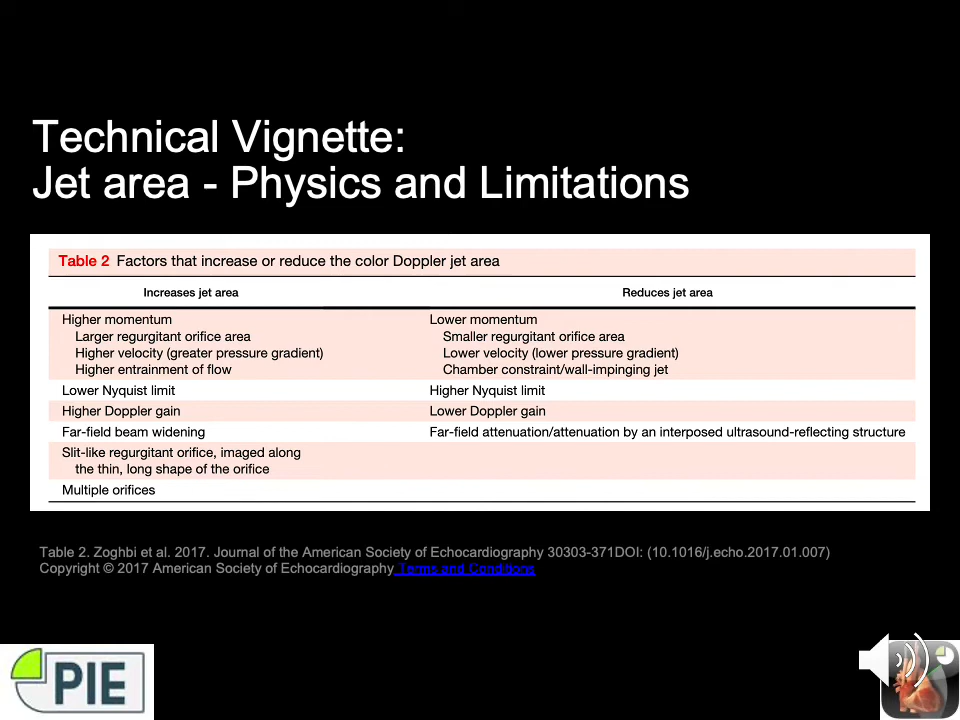 Technical Vignette:
Jet area - Physics and Limitations
Table 2 Factors that increase or reduce the color Doppler jet area
Increases jet area Reduces jet area
Higher momentum Lower momentum
Larger regurgitant orifice area Smaller regurgitant orifice area
Higher velocity (greater pressure gradient) Lower velocity (lower pressure gradient)
Higher entrainment of flow Chamber constraint/wall-impinging jet
Lower Nyquist limit Higher Nyquist limit
Higher Doppler gain Lower Doppler gain
Far-field beam widening Far-field attenuation/attenuation by an interposed ultrasound-reflecting structure
Slit-like regurgitant orifice, imaged along
the thin, long shape of the orifice
Multiple orifices
Table 2. Zoghbi et al. 2017. Journal of the American Society of Echocardiography 30303-371DOI: (10.1016/j.echo.2017.01.007)
Copyright © 2017 American Society of Echocardiography Terms and Conditions
PIE